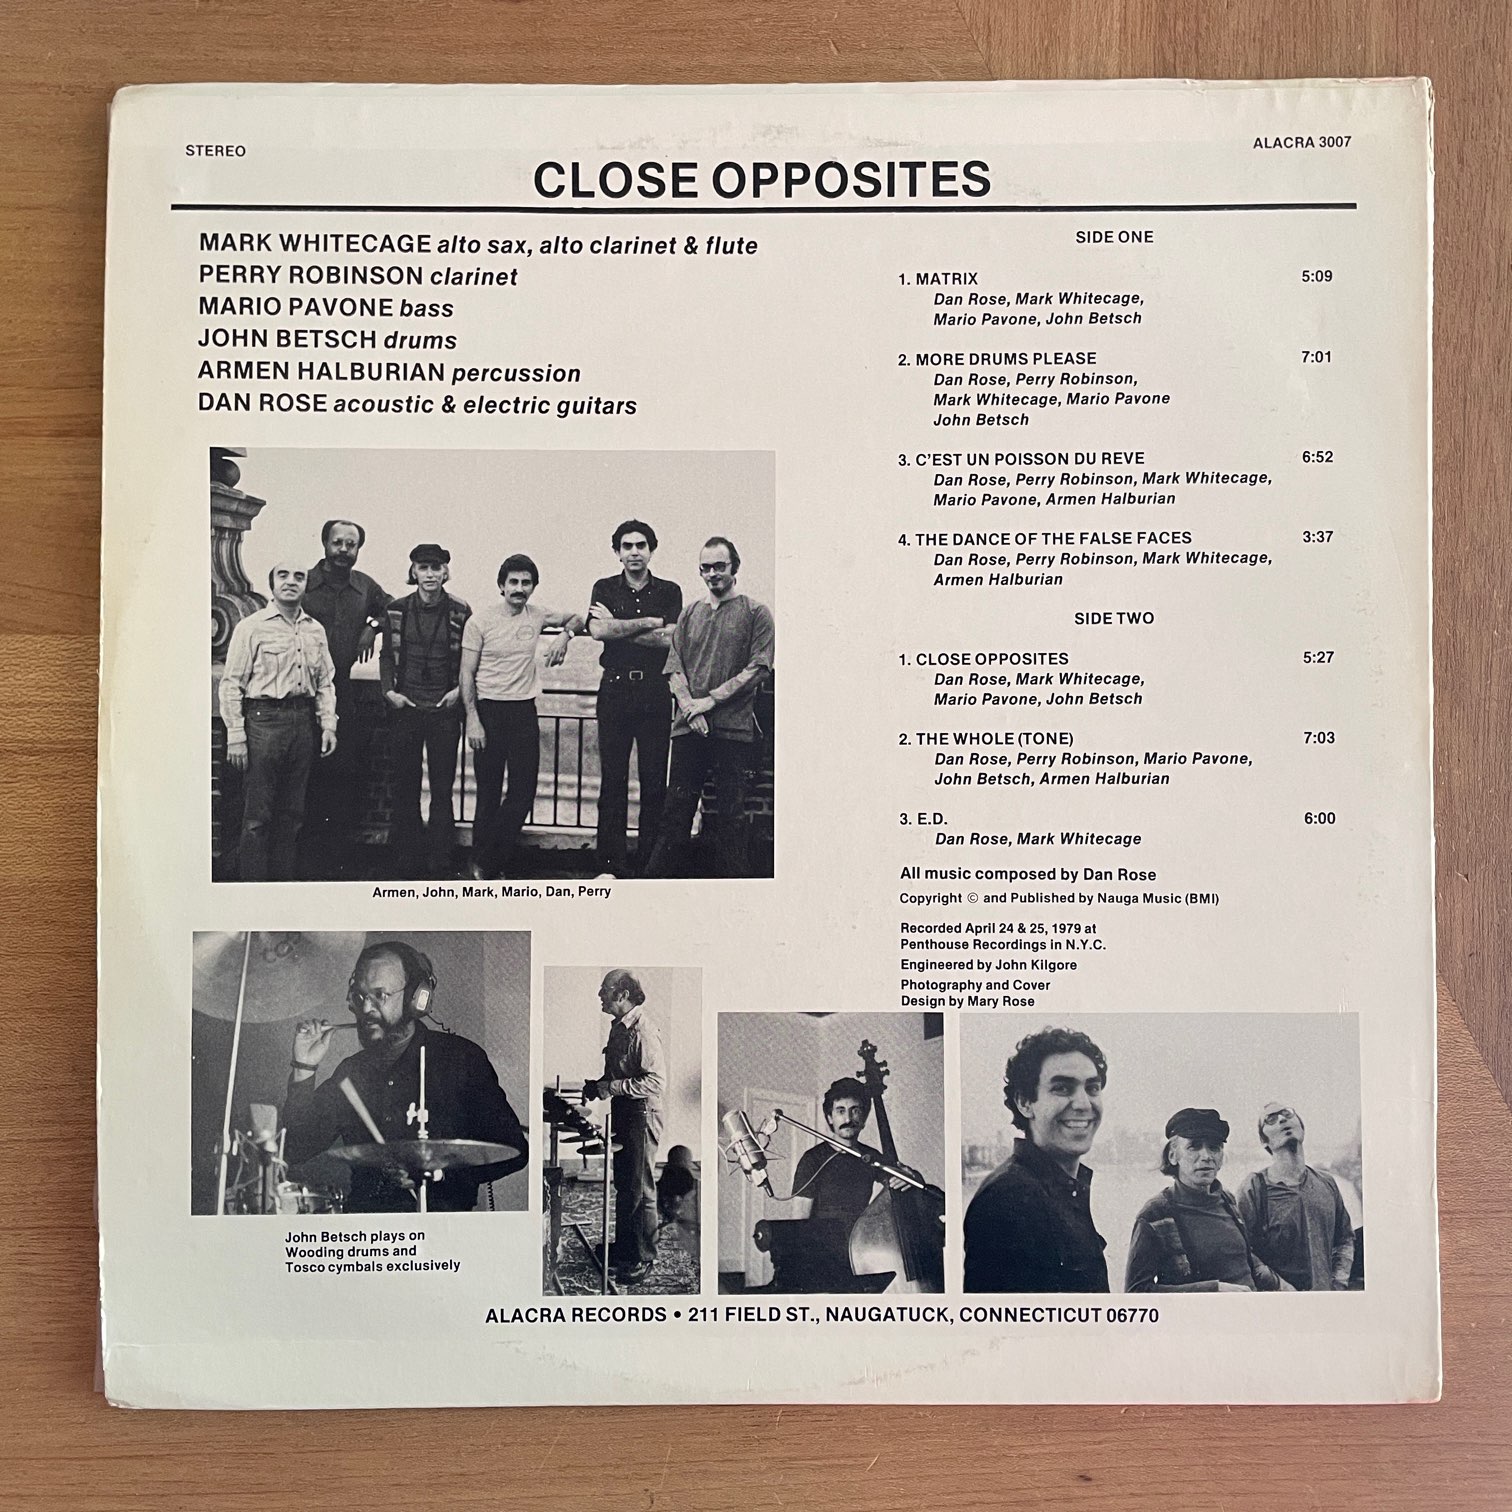 STEREO
ALACRA 3007
CLOSE OPPOSITES
MARK WHITECAGE alto sax, alto clarinet & flute
PERRY ROBINSON clarinet
MARIO PAVONE bass
JOHN BETSCH drums
ARMEN HALBURIAN percussion
DAN ROSE acoustic & electric guitars
Armen, John, Mark, Mario, Dan, Perry
SIDE ONE
1. MATRIX 5:09
Dan Rose, Mark Whitecage,
Mario Pavone, John Betsch
2. MORE DRUMS PLEASE 7:01
Dan Rose, Perry Robinson,
Mark Whitecage, Mario Pavone
John Betsch
3. C'EST UN POISSON DU REVE 6:52
Dan Rose, Perry Robinson, Mark Whitecage,
Mario Pavone, Armen Halburian
4. THE DANCE OF THE FALSE FACES 3:37
Dan Rose, Perry Robinson, Mark Whitecage,
Armen Halburian
SIDE TWO
1. CLOSE OPPOSITES 5:27
Dan Rose, Mark Whitecage,
Mario Pavone, John Betsch
2. THE WHOLE (TONE) 7:03
Dan Rose, Perry Robinson, Mario Pavone,
John Betsch, Armen Halburian
3. E.D. 6:00
Dan Rose, Mark Whitecage
All music composed by Dan Rose
Copyright © and Published by Nauga Music (BMI)
Recorded April 24 & 25, 1979 at
Penthouse Recordings in N.Y.C.
Engineered by John Kilgore
Photography and Cover
Design by Mary Rose
John Betsch plays on
Wooding drums and
Tosco cymbals exclusively
ALACRA RECORDS • 211 FIELD ST., NAUGATUCK, CONNECTICUT 06770